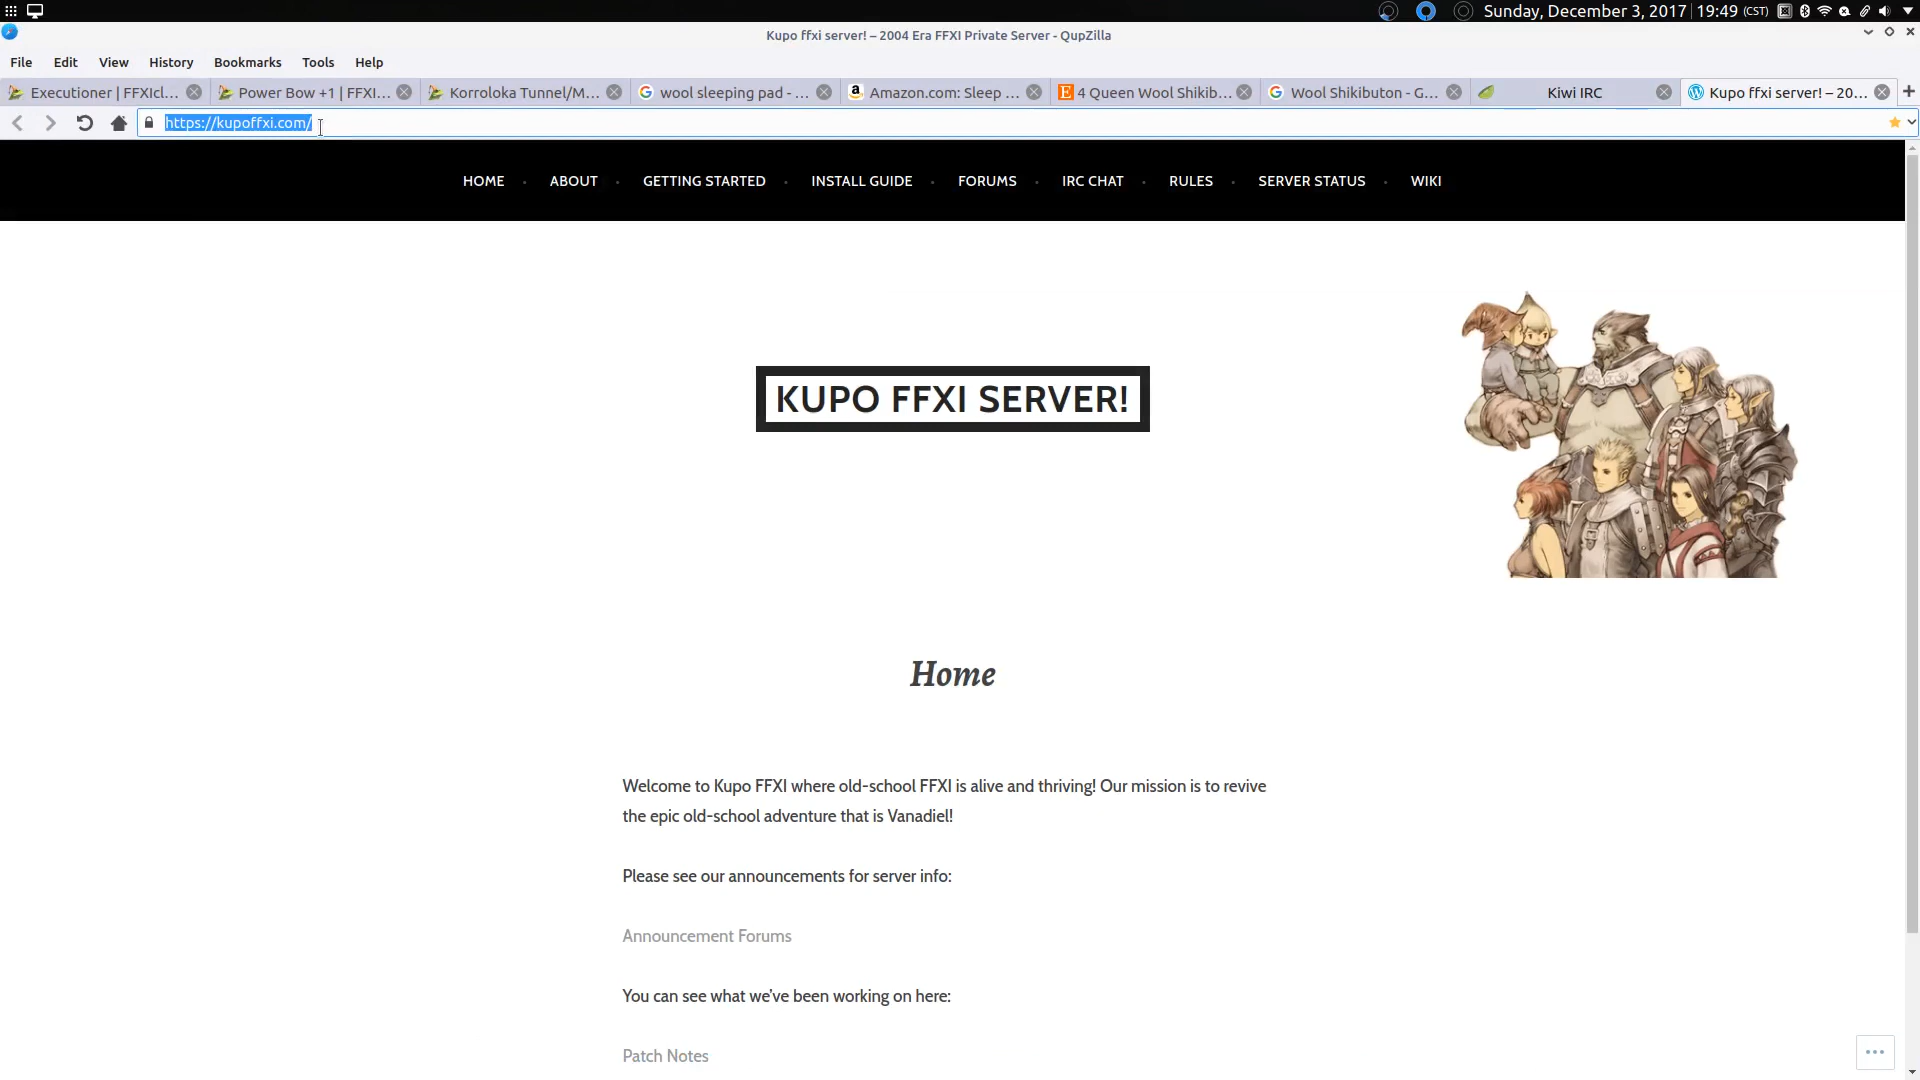 Sunday, December 3, 2017 19:49 (CST)
Kupo ffxi server! – 2004 Era FFXI Private Server - QupZilla
File Edit View History Bookmarks Tools Help
Executioner | FFXIcl... Power Bow +1 | FFXI... Korroloka Tunnel/M... wool sleeping pad - ... Amazon.com: Sleep ... 4 Queen Wool Shikib... Wool Shikibuton - G... Kiwi IRC Kupo ffxi server! – 20...
https://kupoffxi.com/
HOME ABOUT GETTING STARTED INSTALL GUIDE FORUMS IRC CHAT RULES SERVER STATUS WIKI
KUPO FFXI SERVER!
Home
Welcome to Kupo FFXI where old-school FFXI is alive and thriving! Our mission is to revive
the epic old-school adventure that is Vanadiel!
Please see our announcements for server info:
Announcement Forums
You can see what we've been working on here:
Patch Notes